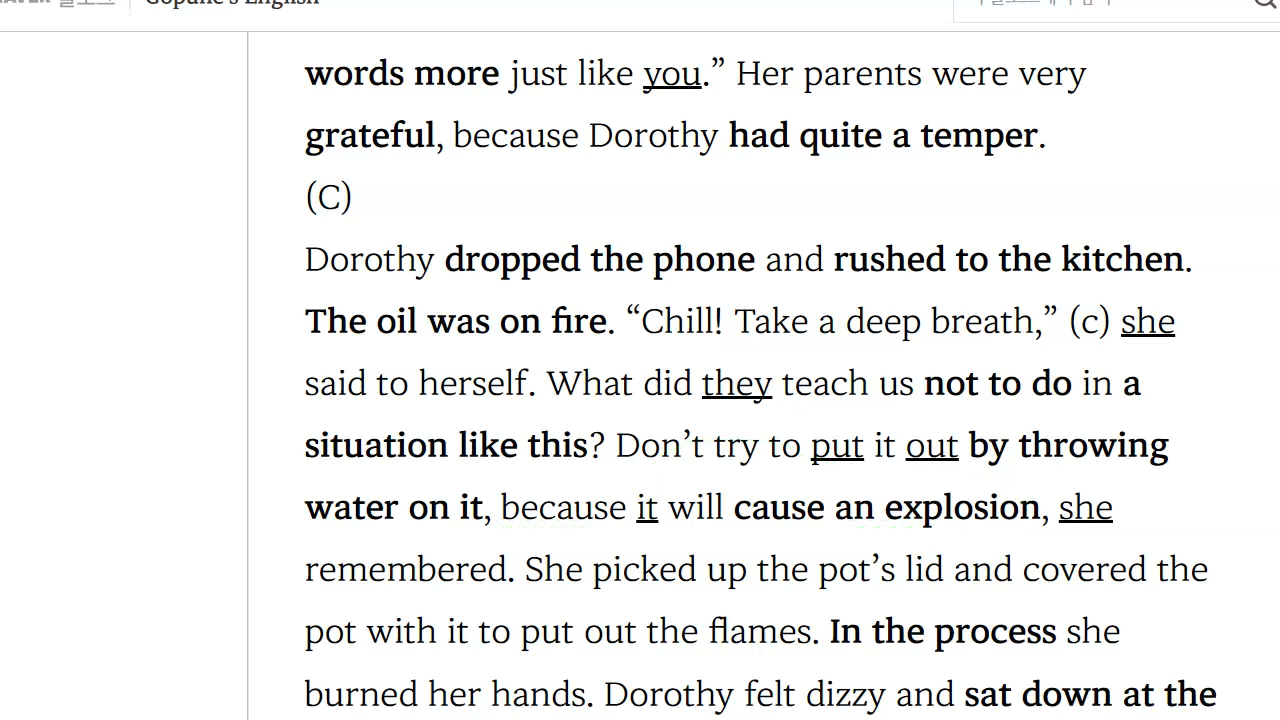 Gopune's English
words more just like you.” Her parents were very
grateful, because Dorothy had quite a temper.
(C)
Dorothy dropped the phone and rushed to the kitchen.
The oil was on fire. “Chill! Take a deep breath,” (c) she
said to herself. What did they teach us not to do in a
situation like this? Don’t try to put it out by throwing
water on it, because it will cause an explosion, she
remembered. She picked up the pot’s lid and covered the
pot with it to put out the flames. In the process she
burned her hands. Dorothy felt dizzy and sat down at the